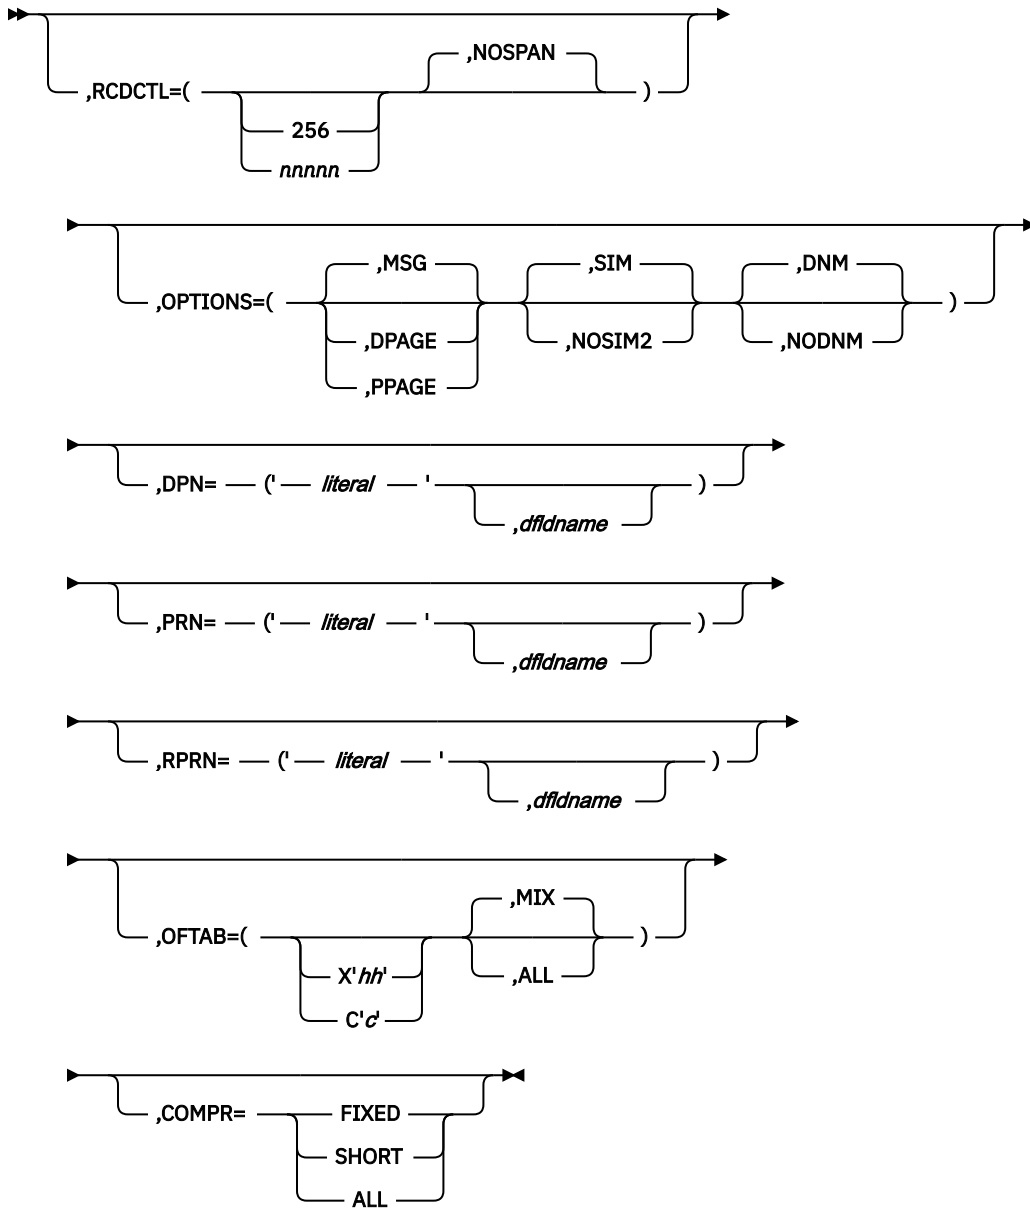 ,NOSPAN
,RCDCTL=( )
256
nnnnn
,MSG ,SIM ,DNM
,OPTIONS=( )
,DPAGE ,NOSIM2 ,NODNM
,PPAGE
,DPN= (' literal ' )
,dfldname
,PRN= (' literal ' )
,dfldname
,RPRN= (' literal ' )
,dfldname
,MIX
,OFTAB=( )
X'hh' ,ALL
C'c'
,COMPR= FIXED
SHORT
ALL